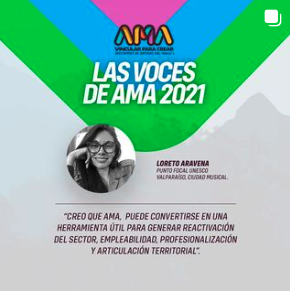 AMA
VINCULAR PARA CREAR
LAS VOCES
DE AMA 2021
LORETO ARAVENA
PUNTO FOCAL UNESCO
VALPARAÍSO, CIUDAD MUSICAL.
“CREO QUE AMA, PUEDE CONVERTIRSE EN UNA
HERRAMIENTA ÚTIL PARA GENERAR REACTIVACIÓN
DEL SECTOR, EMPLEABILIDAD, PROFESIONALIZACIÓN
Y ARTICULACIÓN TERRITORIAL”.